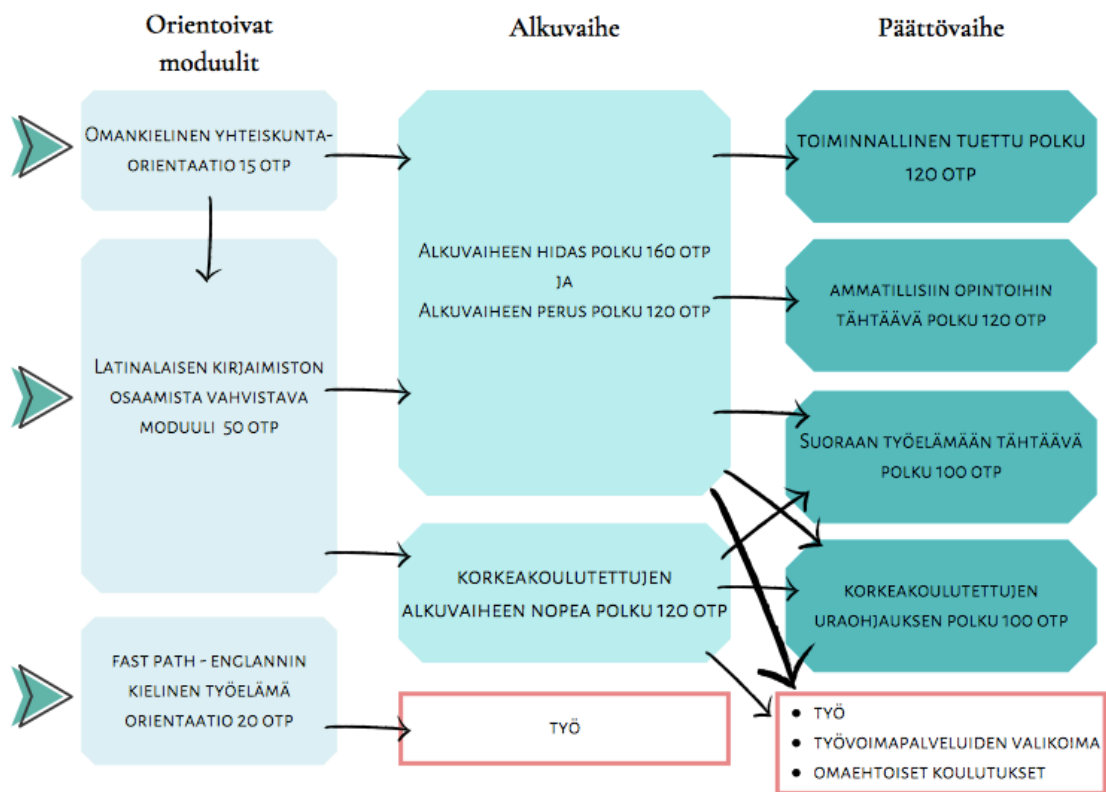 Orientoivat
moduulit
Alkuvaihe
Päättövaihe
OMANKIELINEN YHTEISKUNTA-
ORIENTAATIO 15 OTP
LATINALAISEN KIRJAIMISTON
OSAAMISTA VAHVISTAVA
MODUULI 50 OTP
FAST PATH - ENGLANNIN
KIELINEN TYÖELÄMÄ
ORIENTAATIO 20 OTP
ALKUVAIHEEN HIDAS POLKU 160 OTP
JA
ALKUVAIHEEN PERUS POLKU 120 OTP
KORKEAKOULUTETTUJEN
ALKUVAIHEEN NOPEA POLKU 120 OTP
TYÖ
TOIMINNALLINEN TUETTU POLKU
120 OTP
AMMATILLISIIN OPINTOIHIN
TÄHTÄÄVÄ POLKU 120 OTP
SUORAAN TYÖELÄMÄÄN TÄHTÄÄVÄ
POLKU 100 OTP
KORKEAKOULUTETTUJEN
URAOHJAUKSEN POLKU 100 OTP
• TYÖ
• TYÖVOIMAPALVELUIDEN VALIKOIMA
• OMAEHTOISET KOULUTUKSET